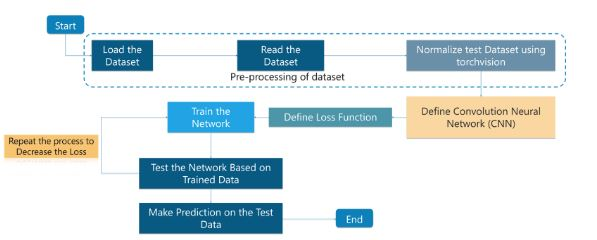 Start
Load the
Dataset
Read the
Dataset
Normalize test Dataset using
torchvision
Pre-processing of dataset
Train the
Network
Define Loss Function
Define Convolution Neural
Network (CNN)
Repeat the process to
Decrease the Loss
Test the Network Based on
Trained Data
Make Prediction on the Test
Data
End